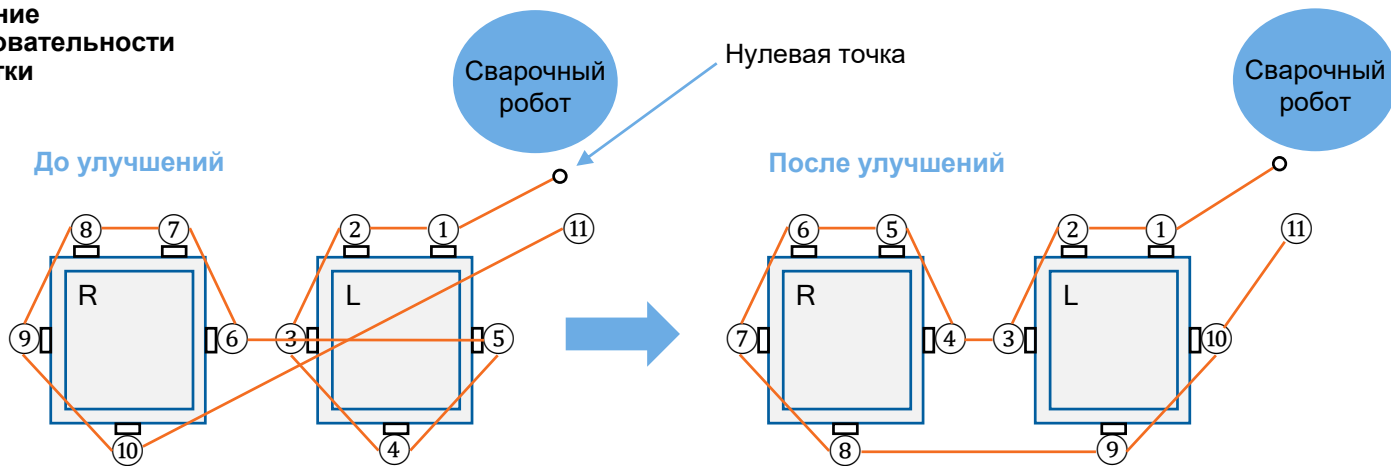 ние
овательности
тки
Сварочный
робот
Нулевая точка
Сварочный
робот
До улучшений
После улучшений
8 7 2 1 11
R L
9 6 3 5
10 4
6 5 2 1 11
R L
7 4 3 10
8 9